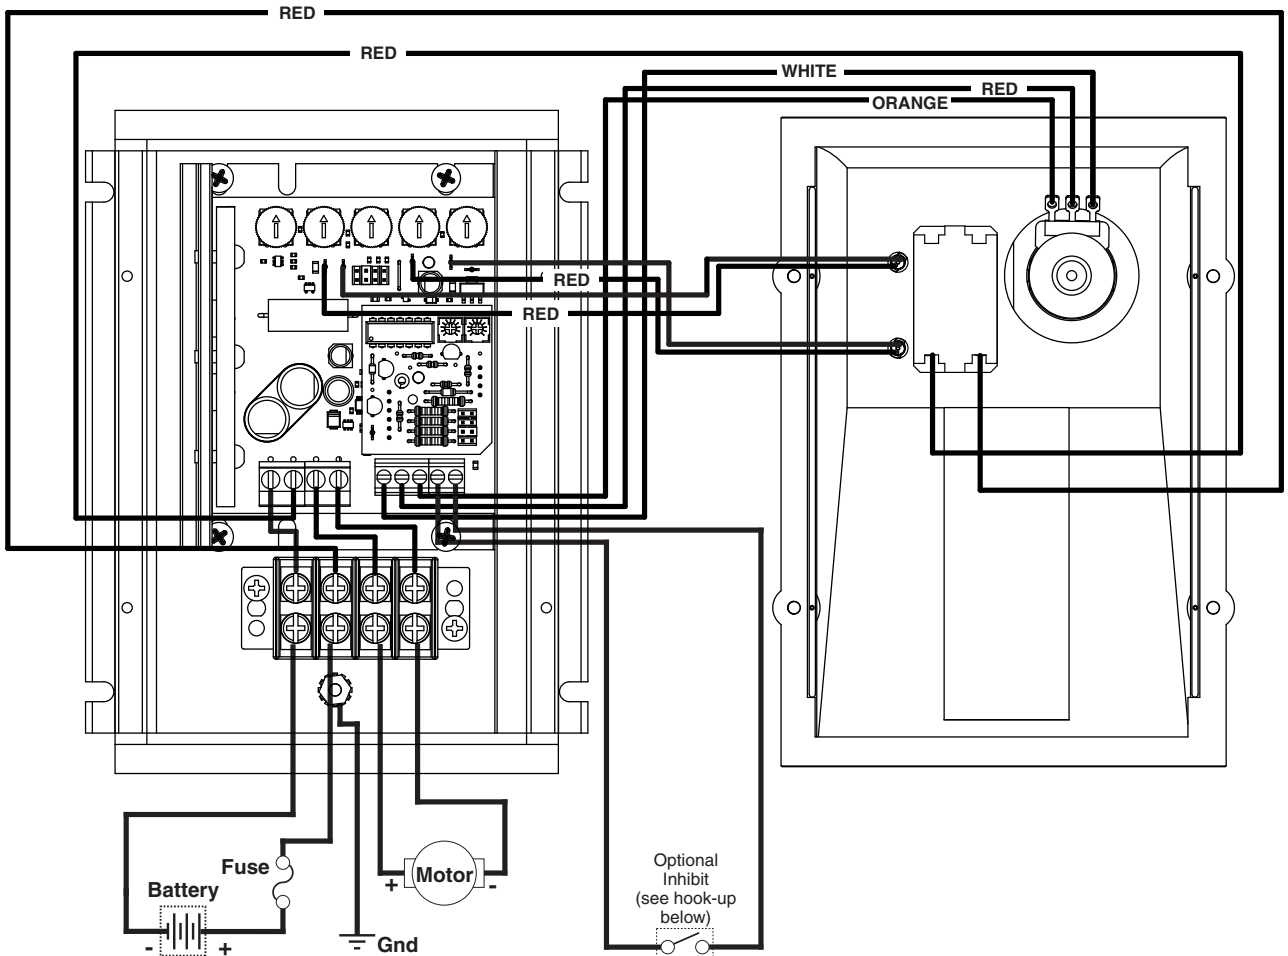 RED
RED
WHITE
RED
ORANGE
RED
RED
Fuse
Battery
- +
+ Motor -
Gnd
Optional
Inhibit
(see hook-up
below)